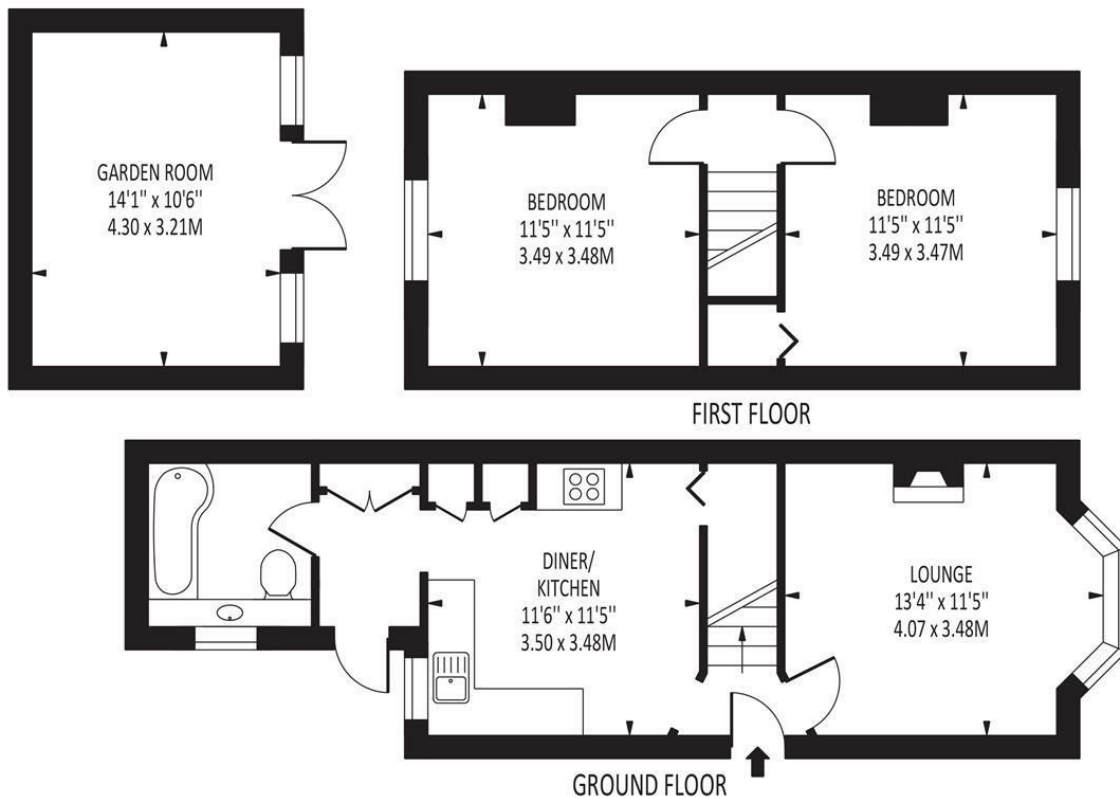 GARDEN ROOM
14'1" x 10'6"
4.30 x 3.21M
BEDROOM
11'5" x 11'5"
3.49 x 3.48M
BEDROOM
11'5" x 11'5"
3.49 x 3.47M
FIRST FLOOR
DINER/
KITCHEN
11'6" x 11'5"
3.50 x 3.48M
LOUNGE
13'4" x 11'5"
4.07 x 3.48M
GROUND FLOOR